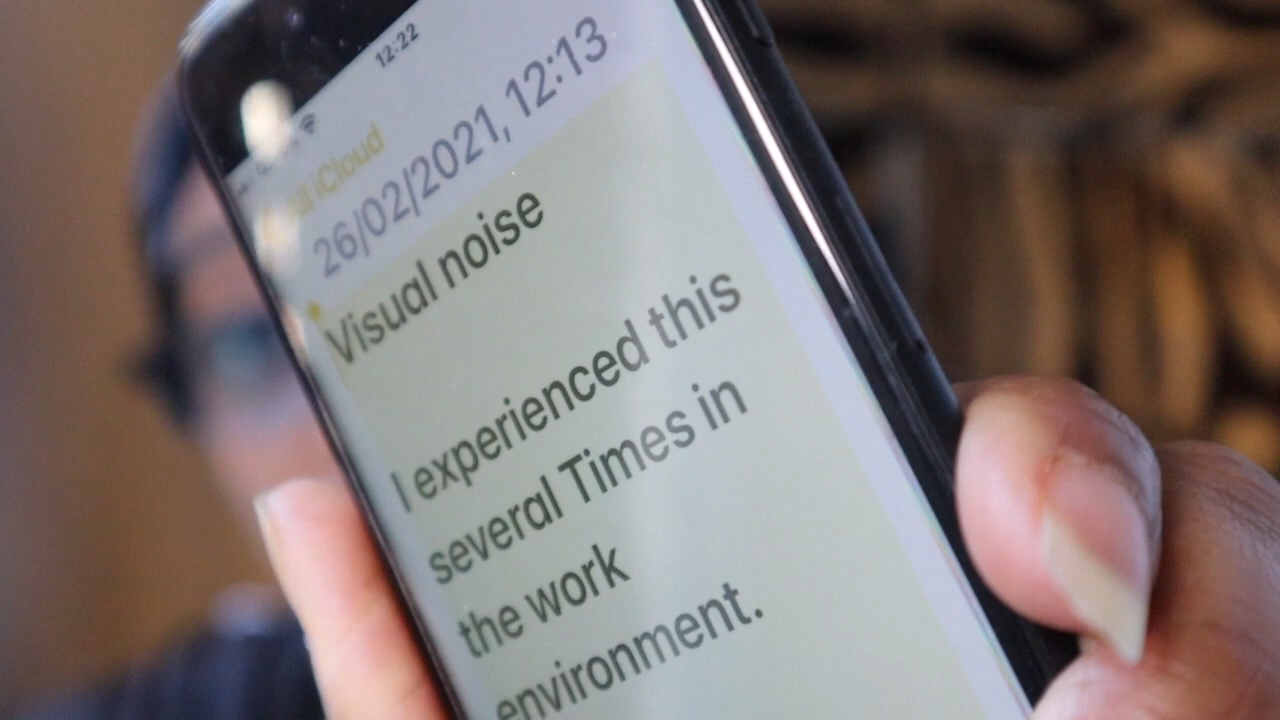 12:22
iCloud
26/02/2021, 12:13
Visual noise
I experienced this
several Times in
the work
environment.